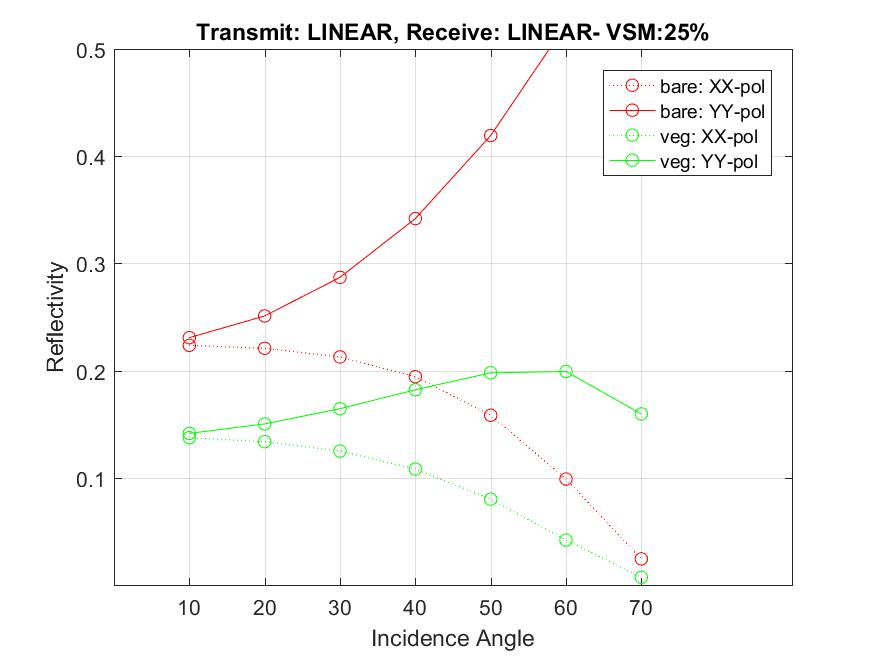 Transmit: LINEAR, Receive: LINEAR- VSM:25%
0.5
0.4
0.3
0.2
0.1
Reflectivity
bare: XX-pol
bare: YY-pol
veg: XX-pol
veg: YY-pol
10 20 30 40 50 60 70
Incidence Angle